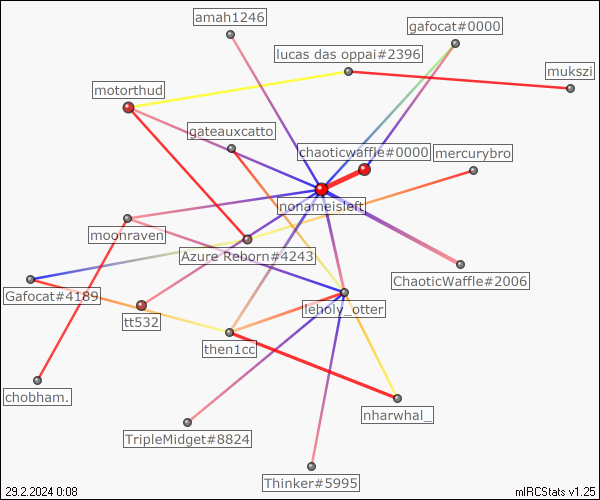 amah1246
gafocat#0000
lucas das oppai#2396
mukszi
motorthud
gateauxcatto
chaoticwaffle#0000
mercurybro
nonameisleft
moonraven
Azure Reborn#4243
ChaoticWaffle#2006
Gafocat#4189
leholy_otter
tt532
then1cc
chobham.
nharwhal_
TripleMidget#8824
Thinker#5995
29.2.2024 0:08
mIRCStats v1.25